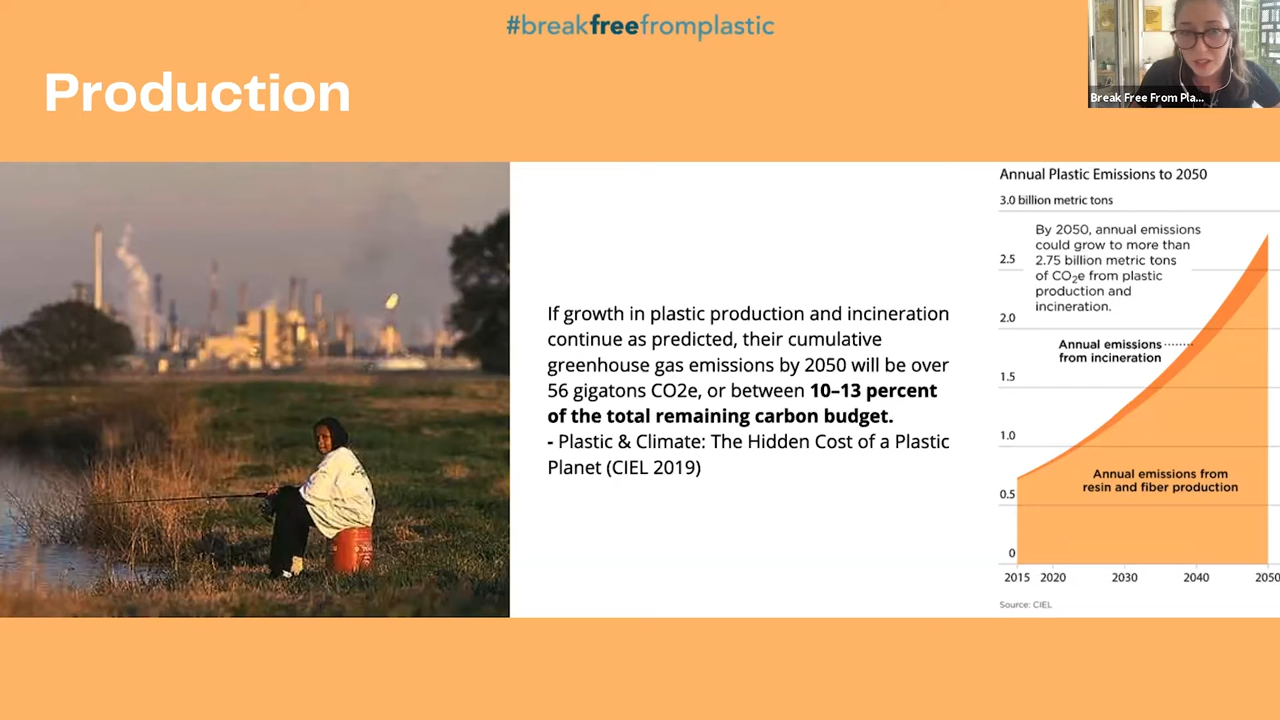 #breakfreefromplastic
Production
Break Free From Pla...
If growth in plastic production and incineration
continue as predicted, their cumulative
greenhouse gas emissions by 2050 will be over
56 gigatons CO2e, or between 10–13 percent
of the total remaining carbon budget.
- Plastic & Climate: The Hidden Cost of a Plastic
Planet (CIEL 2019)
Annual Plastic Emissions to 2050
3.0 billion metric tons
By 2050, annual emissions
could grow to more than
2.75 billion metric tons
of CO₂e from plastic
production and
incineration.
2.5
2.0
Annual emissions
from incineration
1.5
1.0
Annual emissions from
resin and fiber production
0.5
0
2015 2020 2030 2040 2050
Source: CIEL